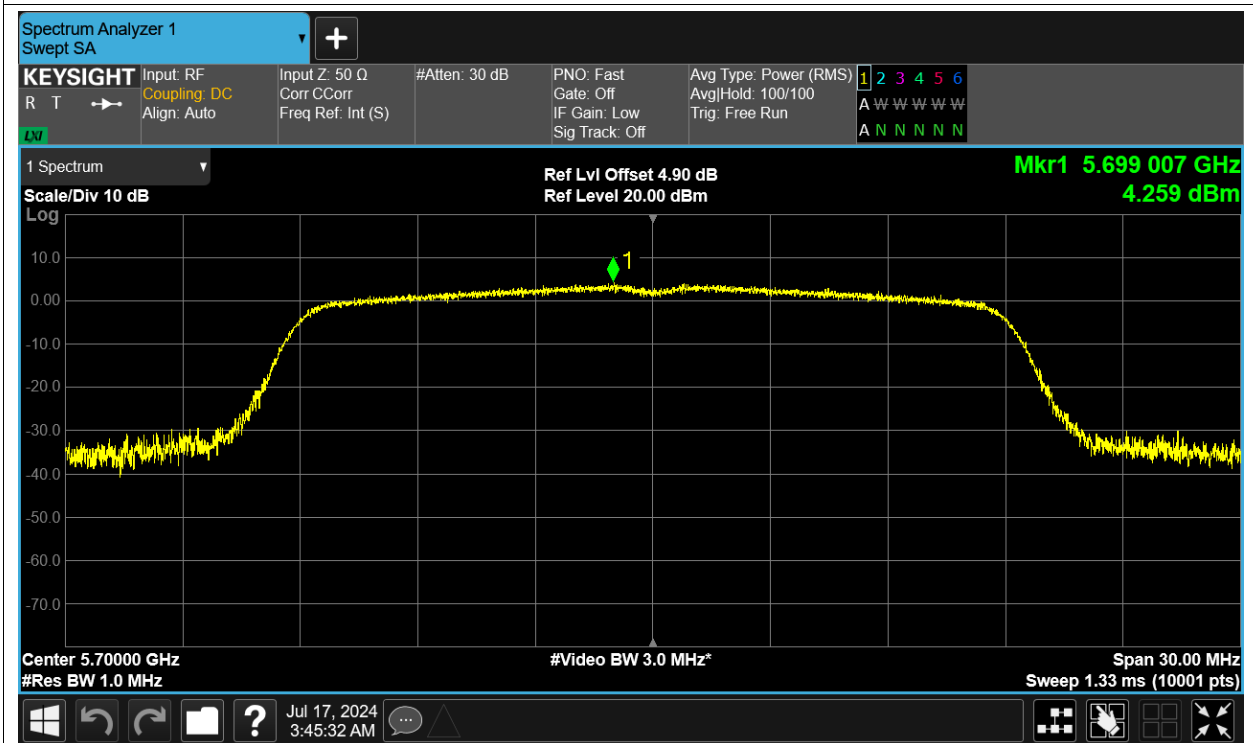 Spectrum Analyzer 1
Swept SA
KEYSIGHT
R T
LXI
Input: RF
Coupling: DC
Align: Auto
Input Z: 50 Ω
Corr CCorr
Freq Ref: Int (S)
#Atten: 30 dB
PNO: Fast
Gate: Off
IF Gain: Low
Sig Track: Off
Avg Type: Power (RMS)
Avg|Hold: 100/100
Trig: Free Run
1 2 3 4 5 6
A W W W W W
A N N N N N
1 Spectrum
Scale/Div 10 dB
Log
Ref Lvl Offset 4.90 dB
Ref Level 20.00 dBm
Mkr1 5.699 007 GHz
4.259 dBm
1
10.0
0.00
-10.0
-20.0
-30.0
-40.0
-50.0
-60.0
-70.0
Center 5.70000 GHz
#Res BW 1.0 MHz
#Video BW 3.0 MHz*
Span 30.00 MHz
Sweep 1.33 ms (10001 pts)
?
Jul 17, 2024
3:45:32 AM